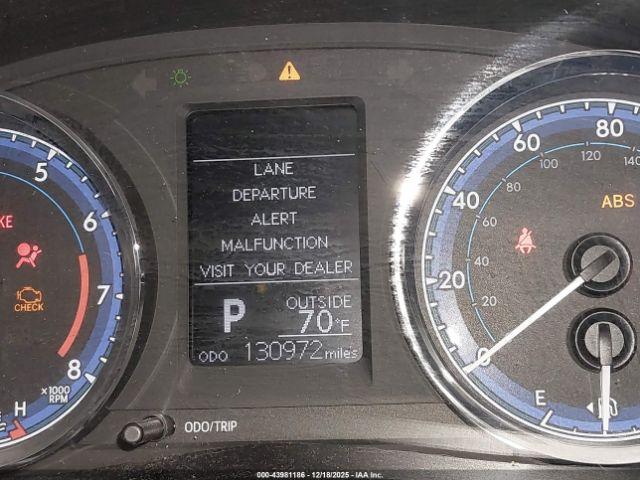 LANE
DEPARTURE
ALERT
MALFUNCTION
VISIT YOUR DEALER
P OUTSIDE
70°F
ODO 130972 miles
5
6
7
8
x1000
RPM
CHECK
H
ODO/TRIP
0
20
40
60
80
20
40
60
80
100
120
ABS
E
000-43981186 - 12/18/2025 - IAA Inc.